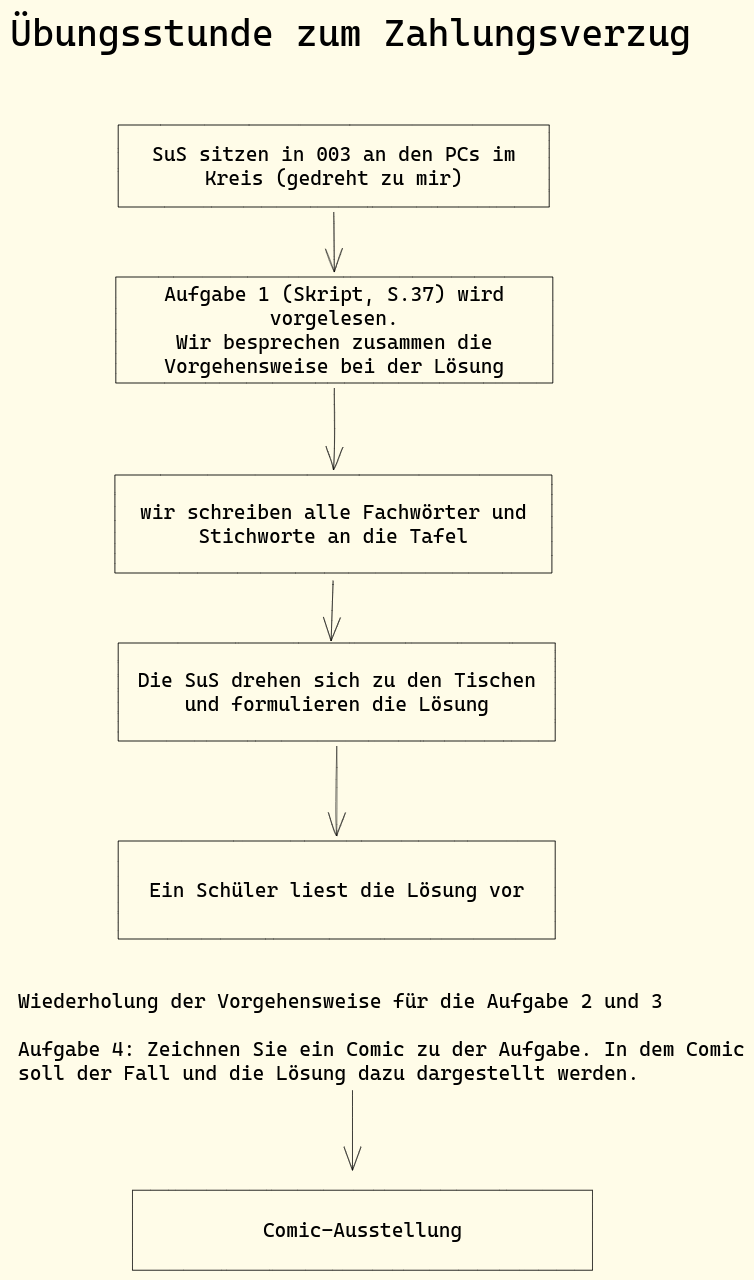 Übungsstunde zum Zahlungsverzug
SuS sitzen in 003 an den PCs im
Kreis (gedreht zu mir)
Aufgabe 1 (Skript, S.37) wird
vorgelesen.
Wir besprechen zusammen die
Vorgehensweise bei der Lösung
wir schreiben alle Fachwörter und
Stichworte an die Tafel
Die SuS drehen sich zu den Tischen
und formulieren die Lösung
Ein Schüler liest die Lösung vor
Wiederholung der Vorgehensweise für die Aufgabe 2 und 3
Aufgabe 4: Zeichnen Sie ein Comic zu der Aufgabe. In dem Comic
soll der Fall und die Lösung dazu dargestellt werden.
Comic-Ausstellung